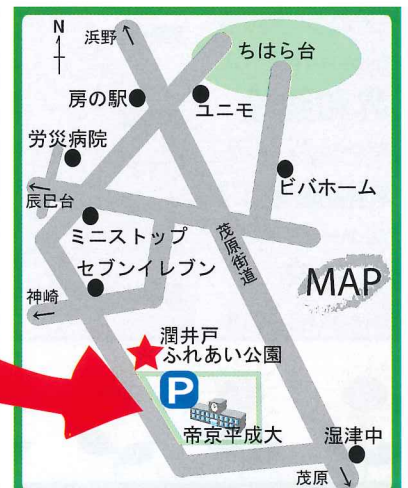 N
浜野
ちはら台
房の駅
ユニモ
労災病院
辰巳台
ビバホーム
ミニストップ
茂原街道
セブンイレブン
MAP
神崎
潤井戸
ふれあい公園
P
帝京平成大
湿津中
茂原